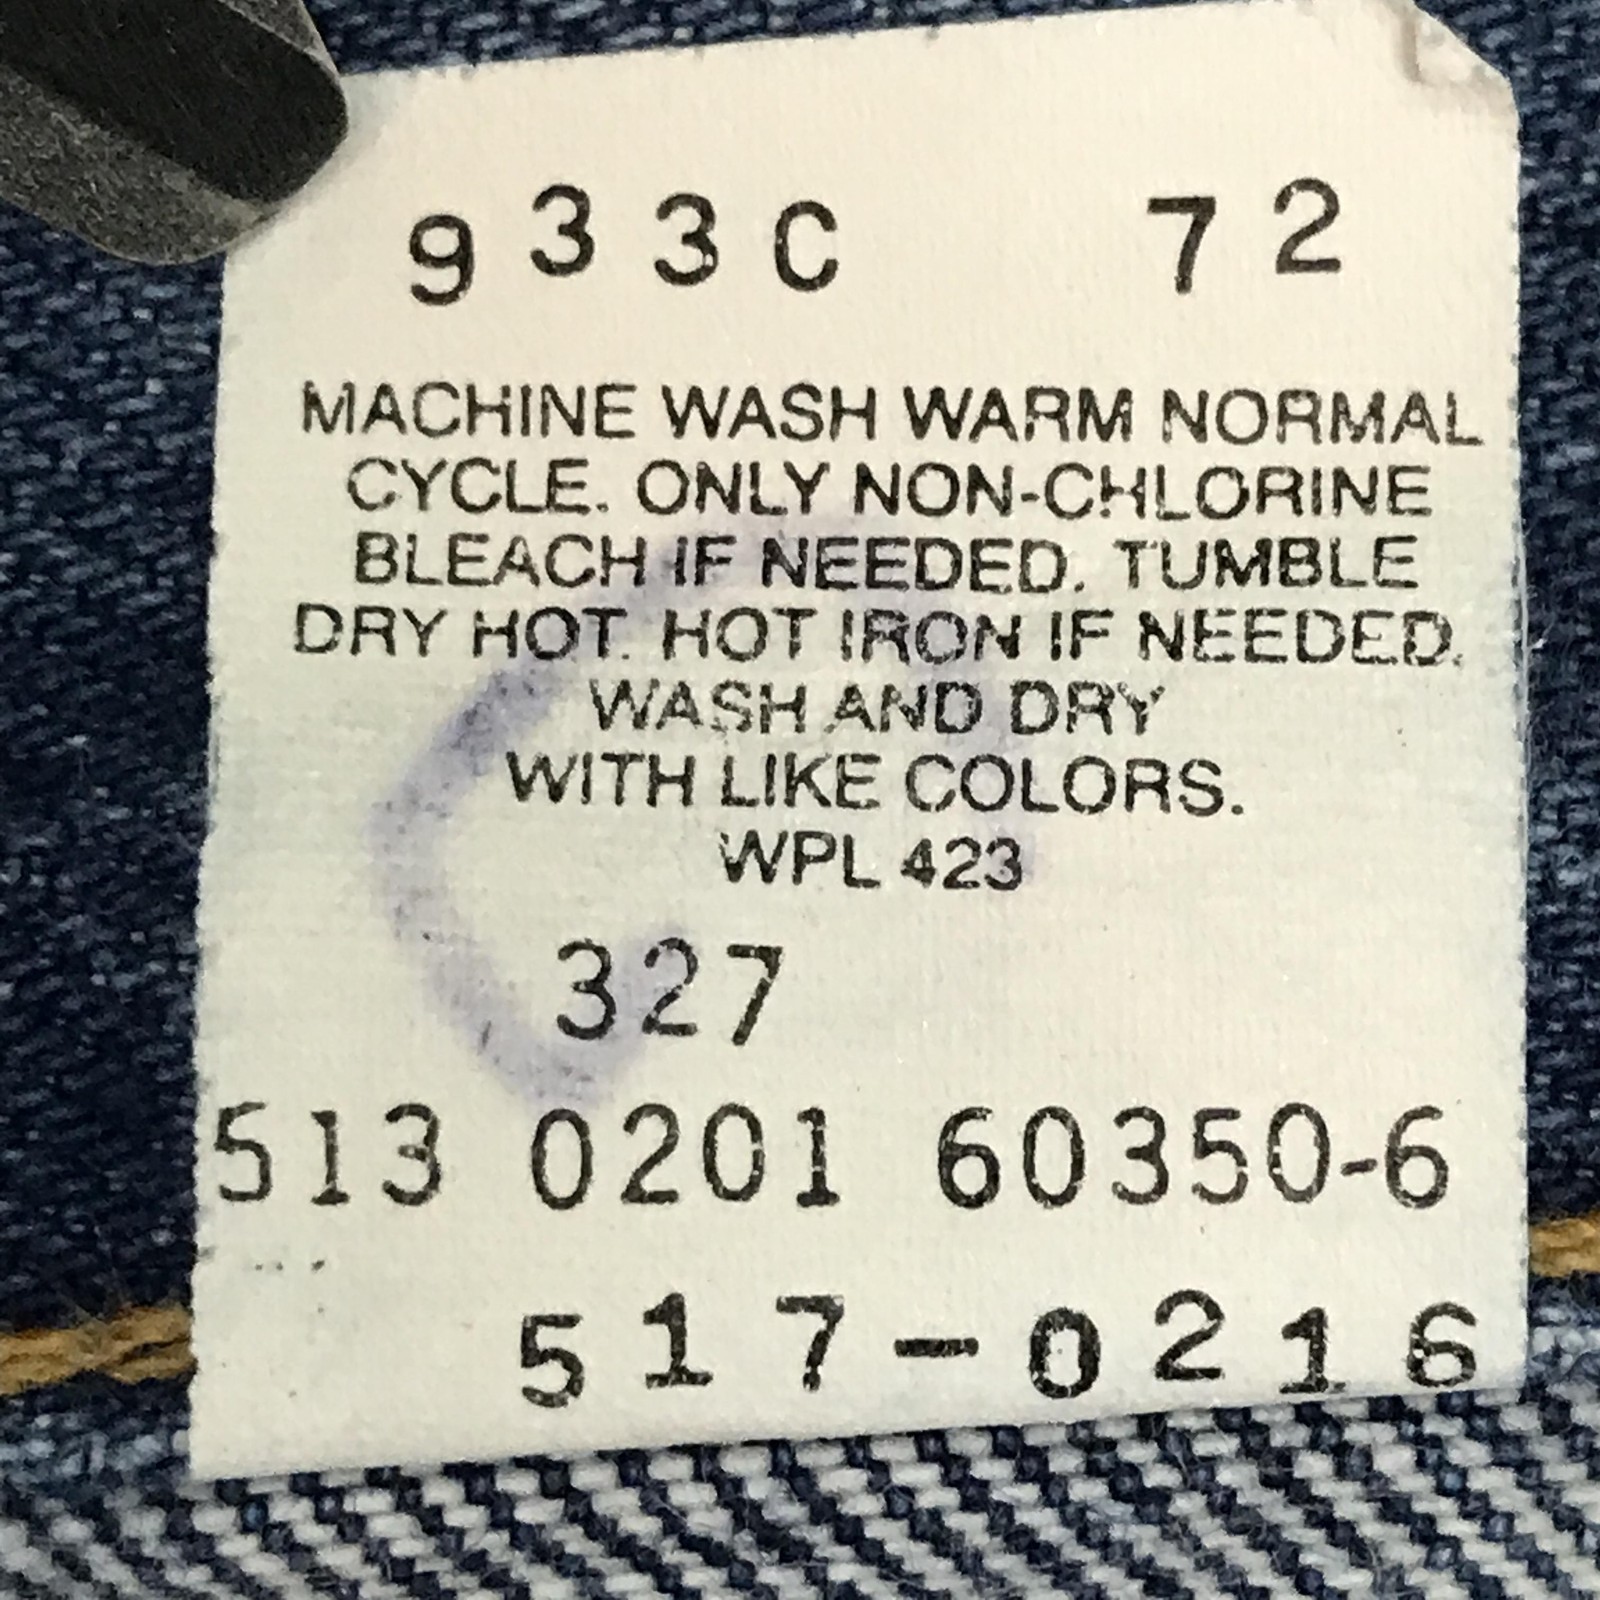 933C 72
MACHINE WASH WARM NORMAL
CYCLE. ONLY NON-CHLORINE
BLEACH IF NEEDED. TUMBLE
DRY HOT. HOT IRON IF NEEDED.
WASH AND DRY
WITH LIKE COLORS.
WPL 423
327
513 0201 60350-6
517-0216